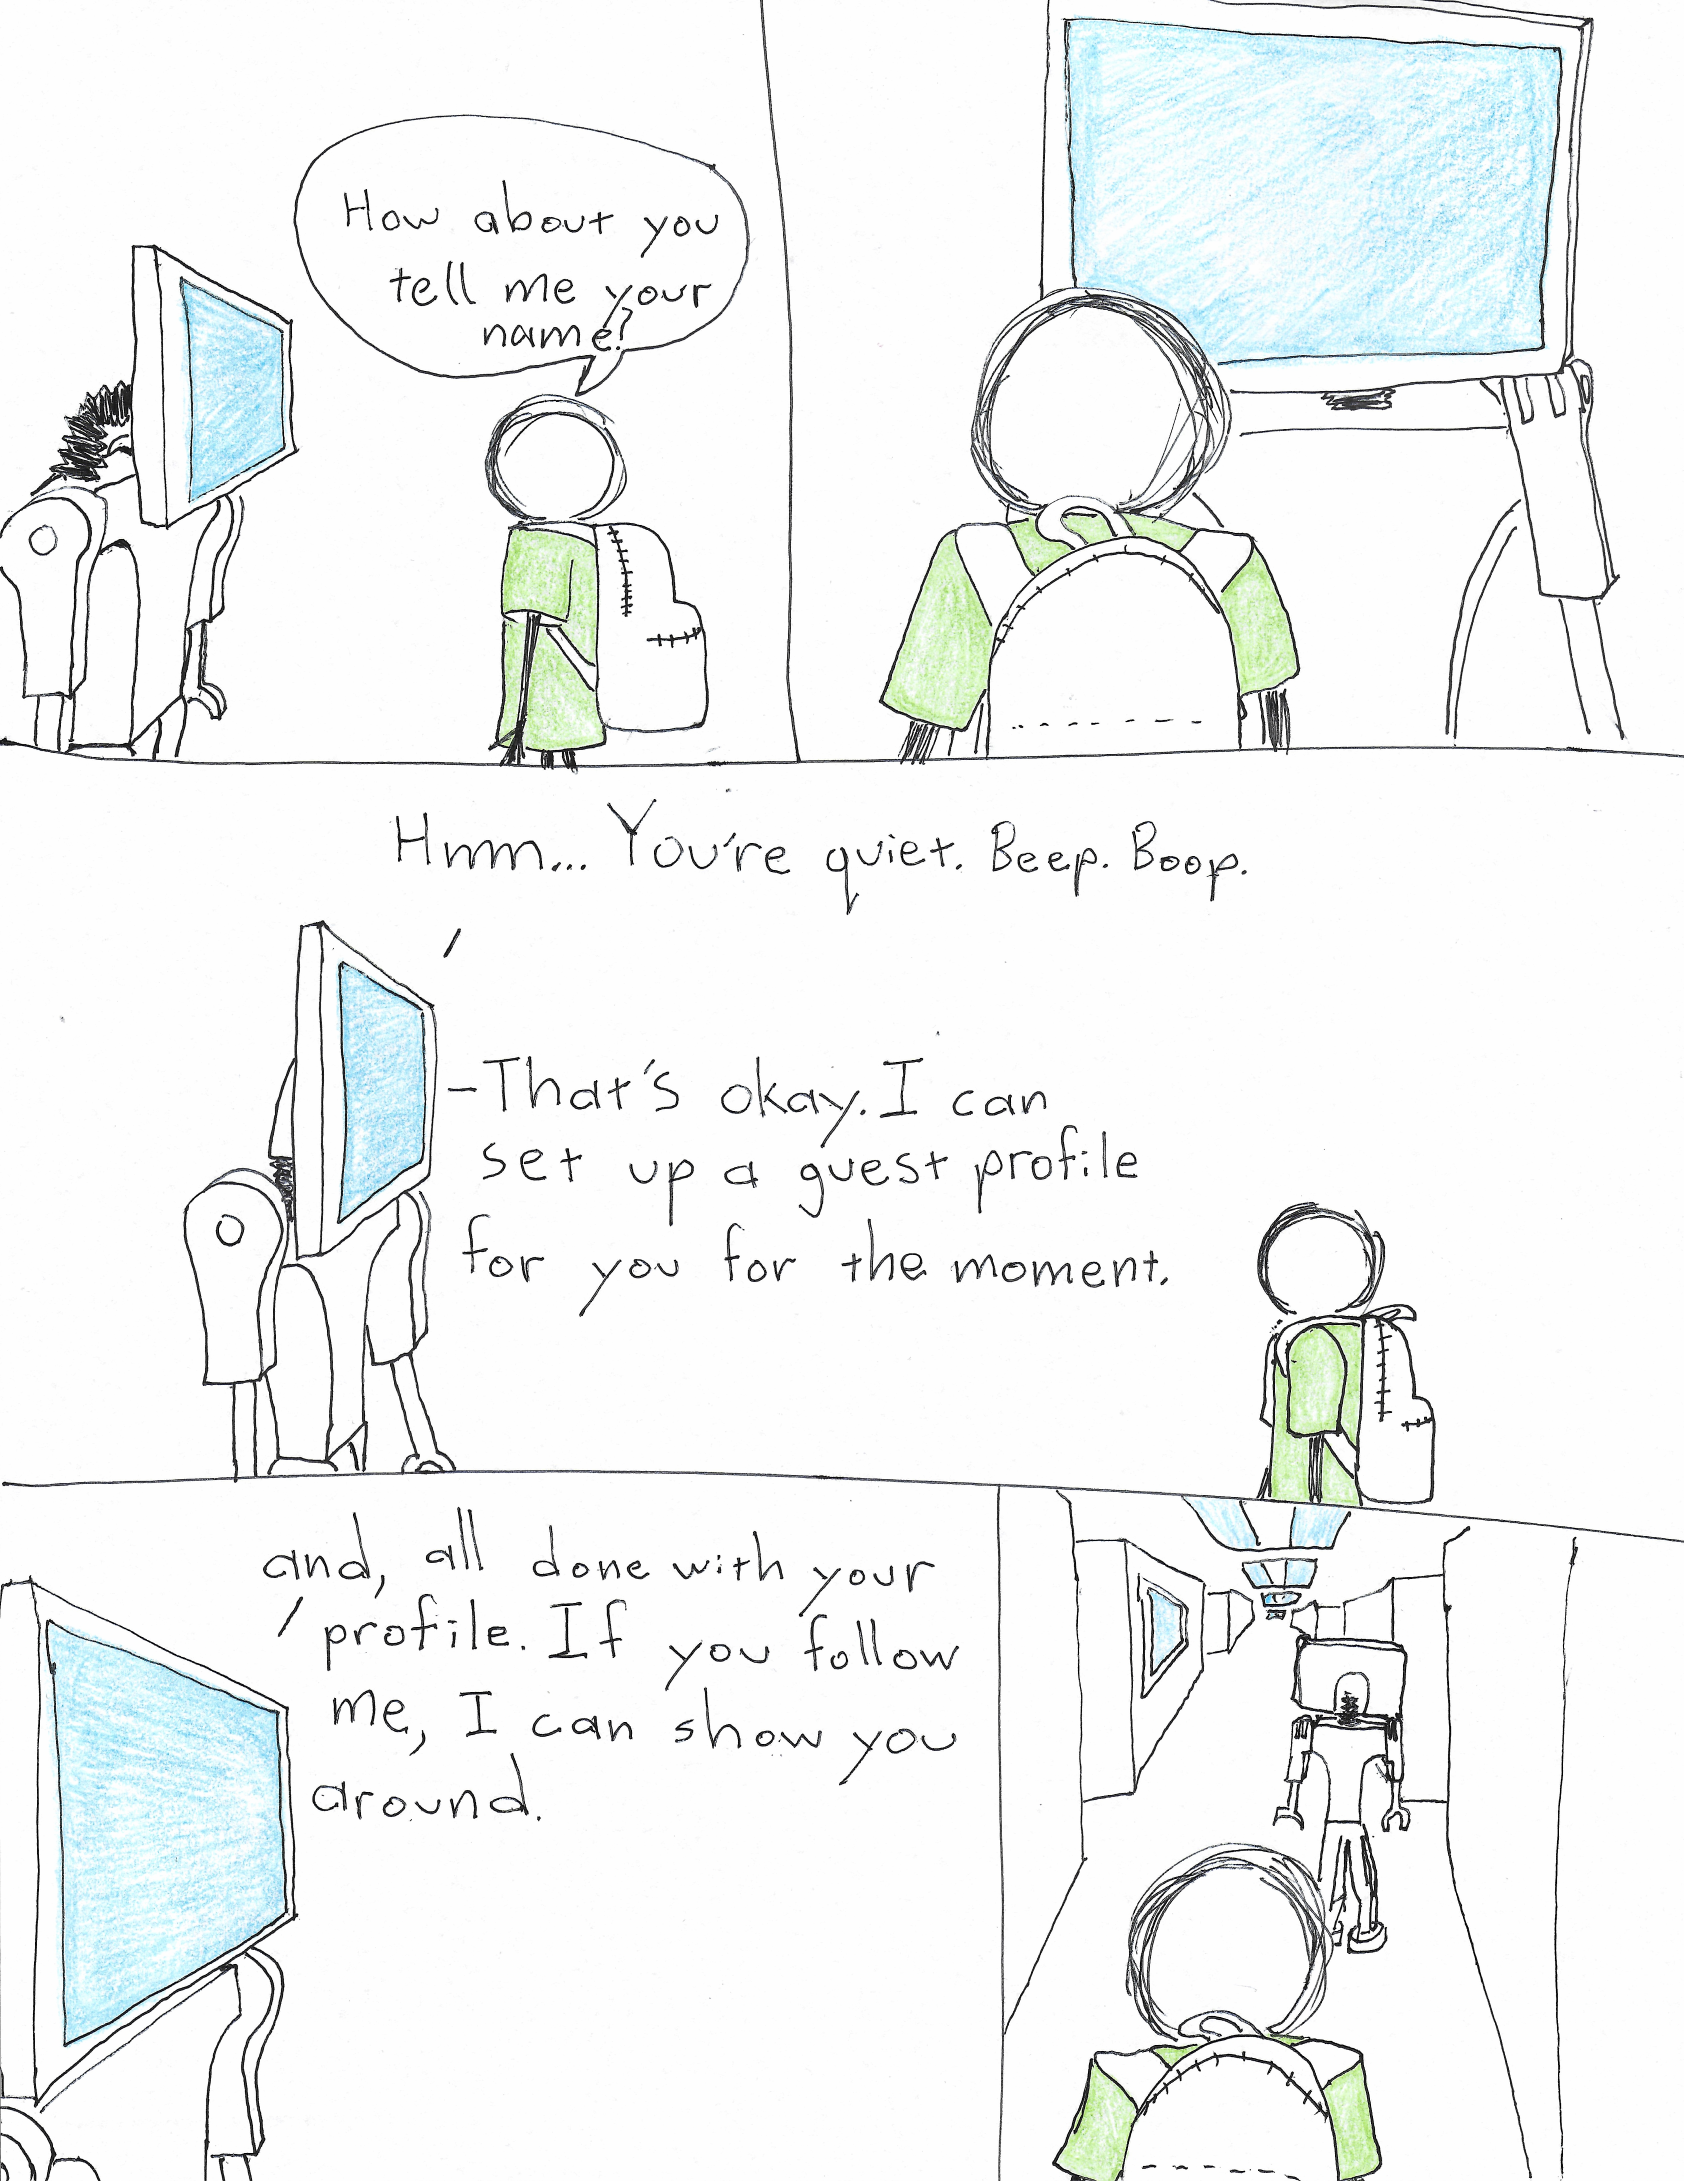 How about you
tell me your
name?
Hmm... You're quiet. Beep. Boop.
-That's okay. I can
set up a guest profile
for you for the moment.
and, all done with your
profile. If you follow
me, I can show you
around.